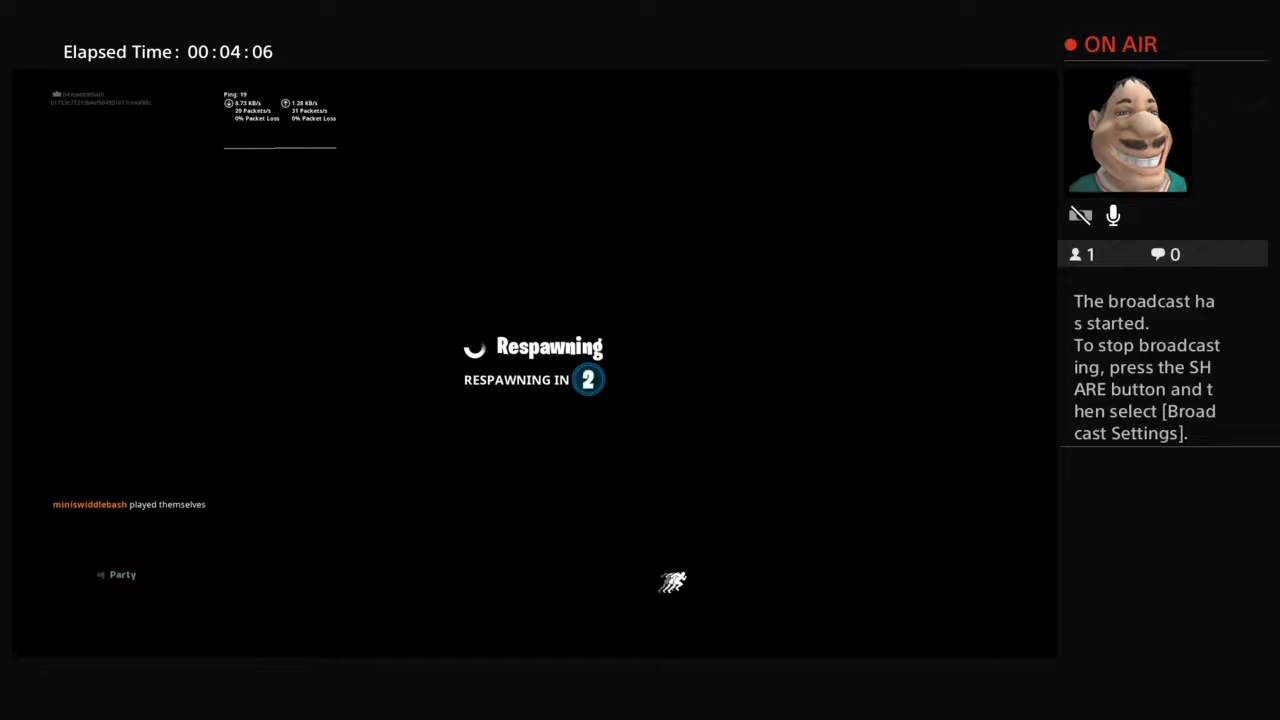 Elapsed Time: 00:04:06
ON AIR
miniswiddlebash
Ping: 19
8.73 KB/s 1.28 KB/s
29 Packets/s 31 Packets/s
0% Packet Loss 0% Packet Loss
1 0
The broadcast ha
s started.
To stop broadcast
ing, press the SH
ARE button and t
hen select [Broad
cast Settings].
Respawning
RESPAWNING IN 2
miniswiddlebash played themselves
Party